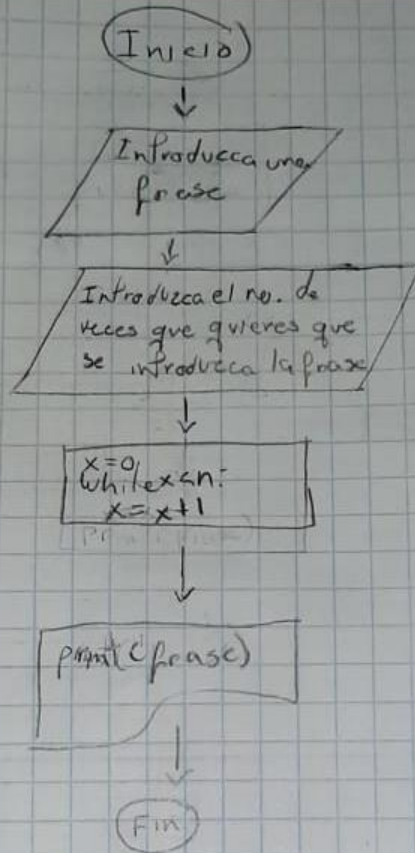 Inicio
Introducca una
frase
Introduzca el no. de
veces que quieres que
se introduzca la frase
x=0
while x<n:
x=x+1
print(frase)
Fin